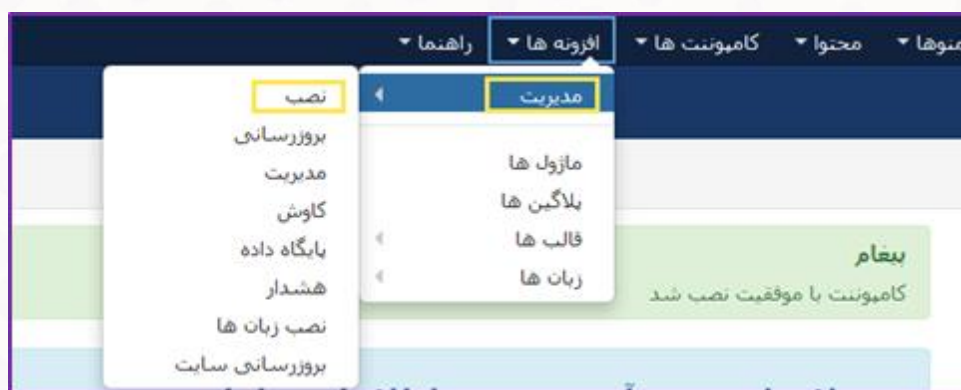 منوها محتوا کامپوننت ها افزونه ها راهنما
مدیریت
ماژول ها
پلاگین ها
قالب ها
زبان ها
نصب
بروزرسانی
مدیریت
کاوش
پایگاه داده
هشدار
نصب زبان ها
بروزرسانی سایت
پیغام
کامپوننت با موفقیت نصب شد